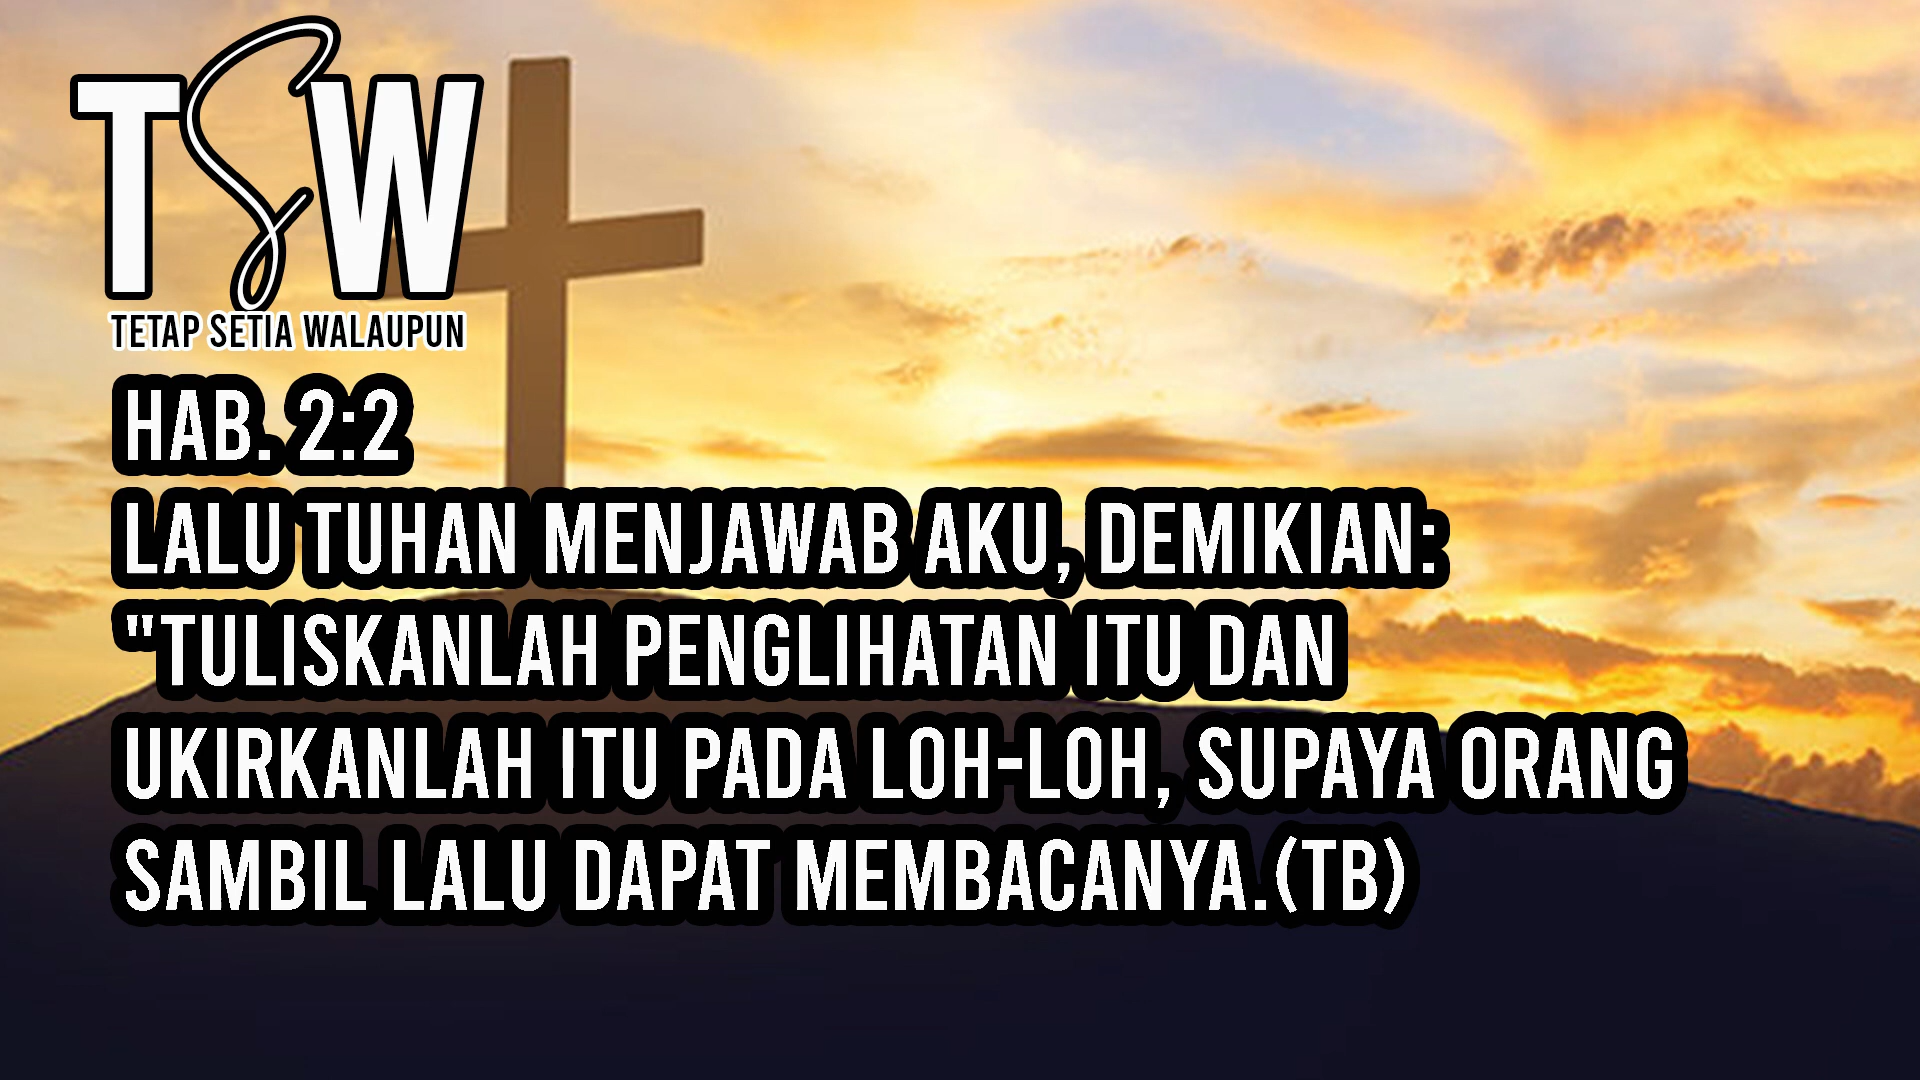 TSW
TETAP SETIA WALAUPUN
HAB. 2:2
LALU TUHAN MENJAWAB AKU, DEMIKIAN:
"TULISKANLAH PENGLIHATAN ITU DAN
UKIRKANLAH ITU PADA LOH-LOH, SUPAYA ORANG
SAMBIL LALU DAPAT MEMBACANYA.(TB)